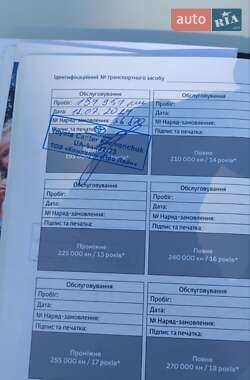 AUTO RIA
Ідентифікаційний № транспортного засобу
Обслуговування
Пробіг:
Дата:
№ Наряд-замовлення:
Підпис та печатка:
Обслуговування
Пробіг:
Дата:
№ Наряд-замовлення:
Підпис та печатка:
Повно
210 000 км / 14 років*
Обслуговування
Пробіг:
Дата:
№ Наряд-замовлення:
Підпис та печатка:
Проміжне
225 000 км / 15 років*
Обслуговування
Пробіг:
Дата:
№ Наряд-замовлення:
Підпис та печатка:
Повно
240 000 км / 16 років*
Обслуговування
Пробіг:
Дата:
№ Наряд-замовлення:
Підпис та печатка:
Проміжне
255 000 км / 17 років*
Обслуговування
Пробіг:
Дата:
№ Наряд-замовлення:
Підпис та печатка:
Повно
270 000 км / 18 років*